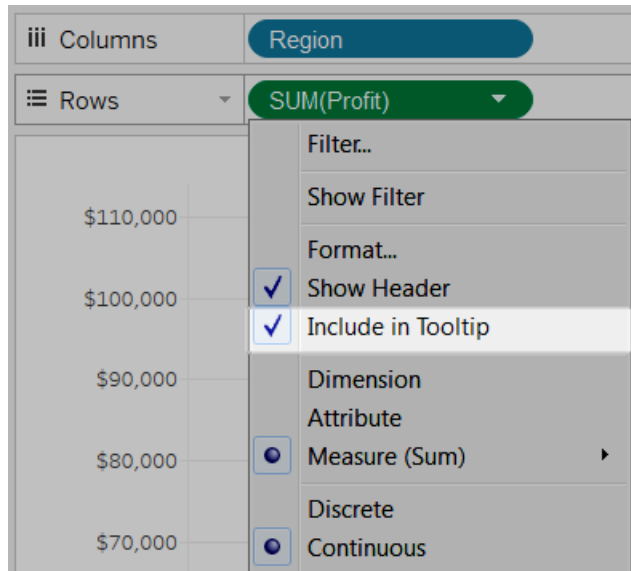 Columns Region
Rows SUM(Profit)
Filter...
Show Filter
$110,000
Format...
$100,000
Show Header
Include in Tooltip
$90,000
Dimension
Attribute
$80,000
Measure (Sum)
Discrete
$70,000
Continuous